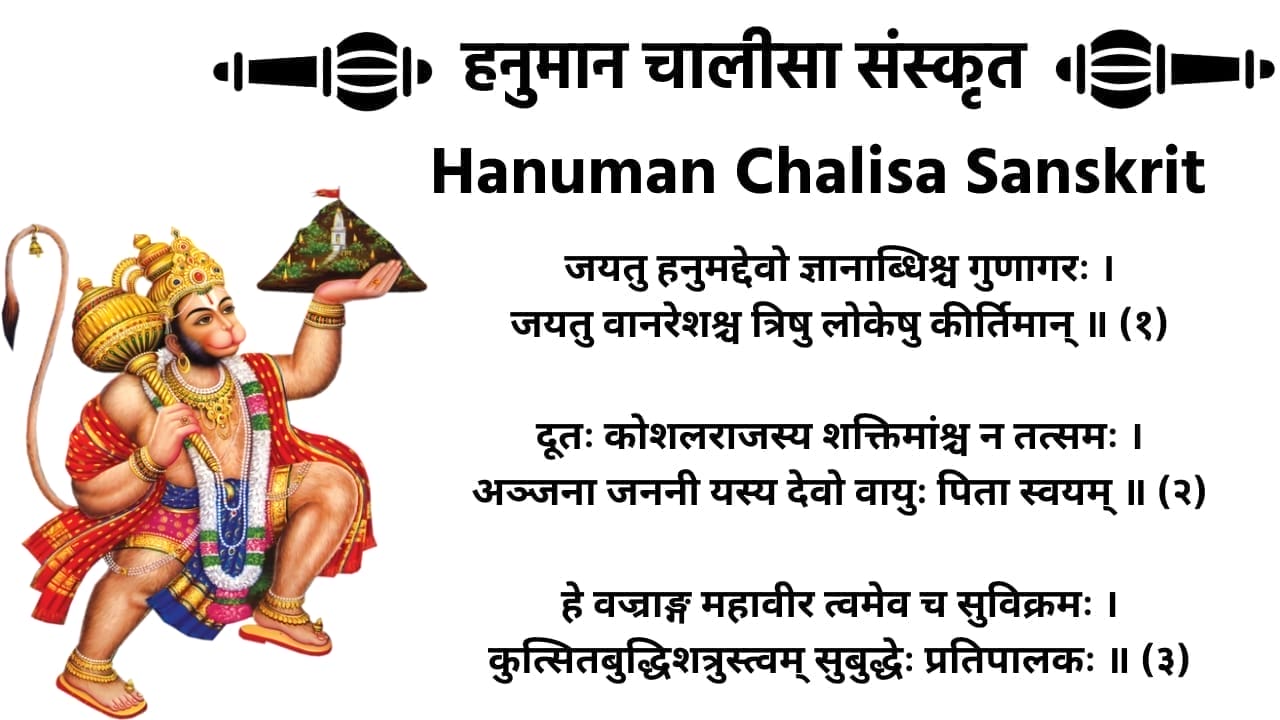 हनुमान चालीसा संस्कृत
Hanuman Chalisa Sanskrit
जयतु हनुमद्देवो ज्ञानाब्धिश्च गुणागरः ।
जयतु वानरेशश्च त्रिषु लोकेषु कीर्तिमान् ॥ (१)
दूतः कोशलराजस्य शक्तिमांश्च न तत्समः ।
अञ्जना जननी यस्य देवो वायुः पिता स्वयम् ॥ (२)
हे वज्राङ्ग महावीर त्वमेव च सुविक्रमः ।
कुत्सितबुद्धिशत्रुस्त्वम् सुबुद्धेः प्रतिपालकः ॥ (३)